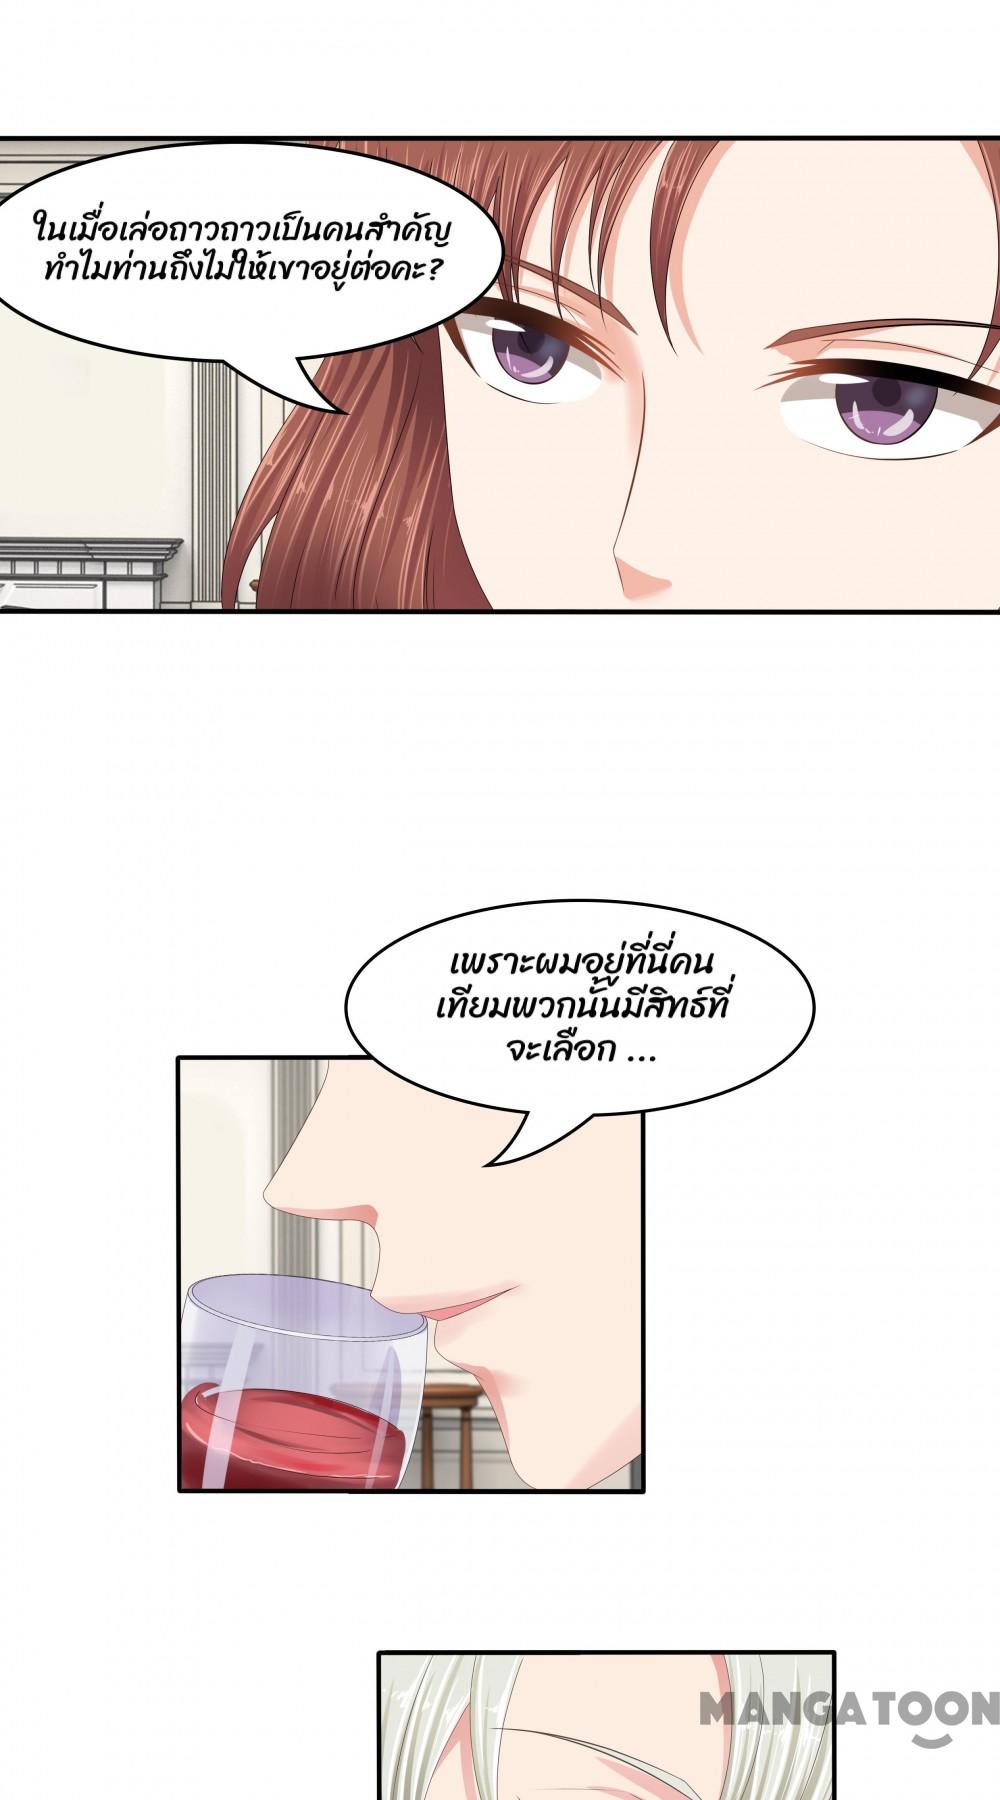 ในเมื่อเล่อถาวถาวเป็นคนสำคัญ
ทำไมท่านถึงไม่ให้เขาอยู่ต่อคะ?
เพราะผมอยู่ที่นี่คน
เทียมพวกนั้นมีสิทธ์ที่
จะเลือก ...
MANGATOON